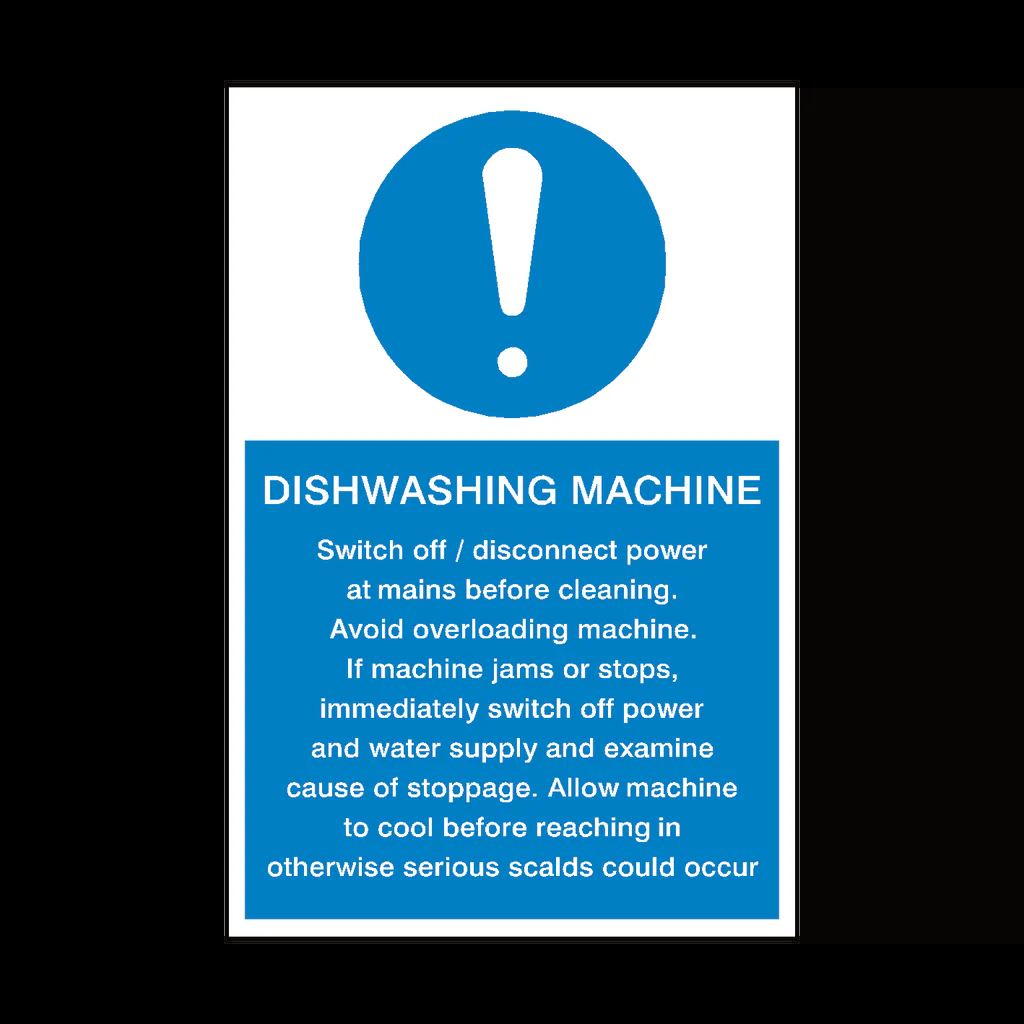 DISHWASHING MACHINE
Switch off / disconnect power
at mains before cleaning.
Avoid overloading machine.
If machine jams or stops,
immediately switch off power
and water supply and examine
cause of stoppage. Allow machine
to cool before reaching in
otherwise serious scalds could occur